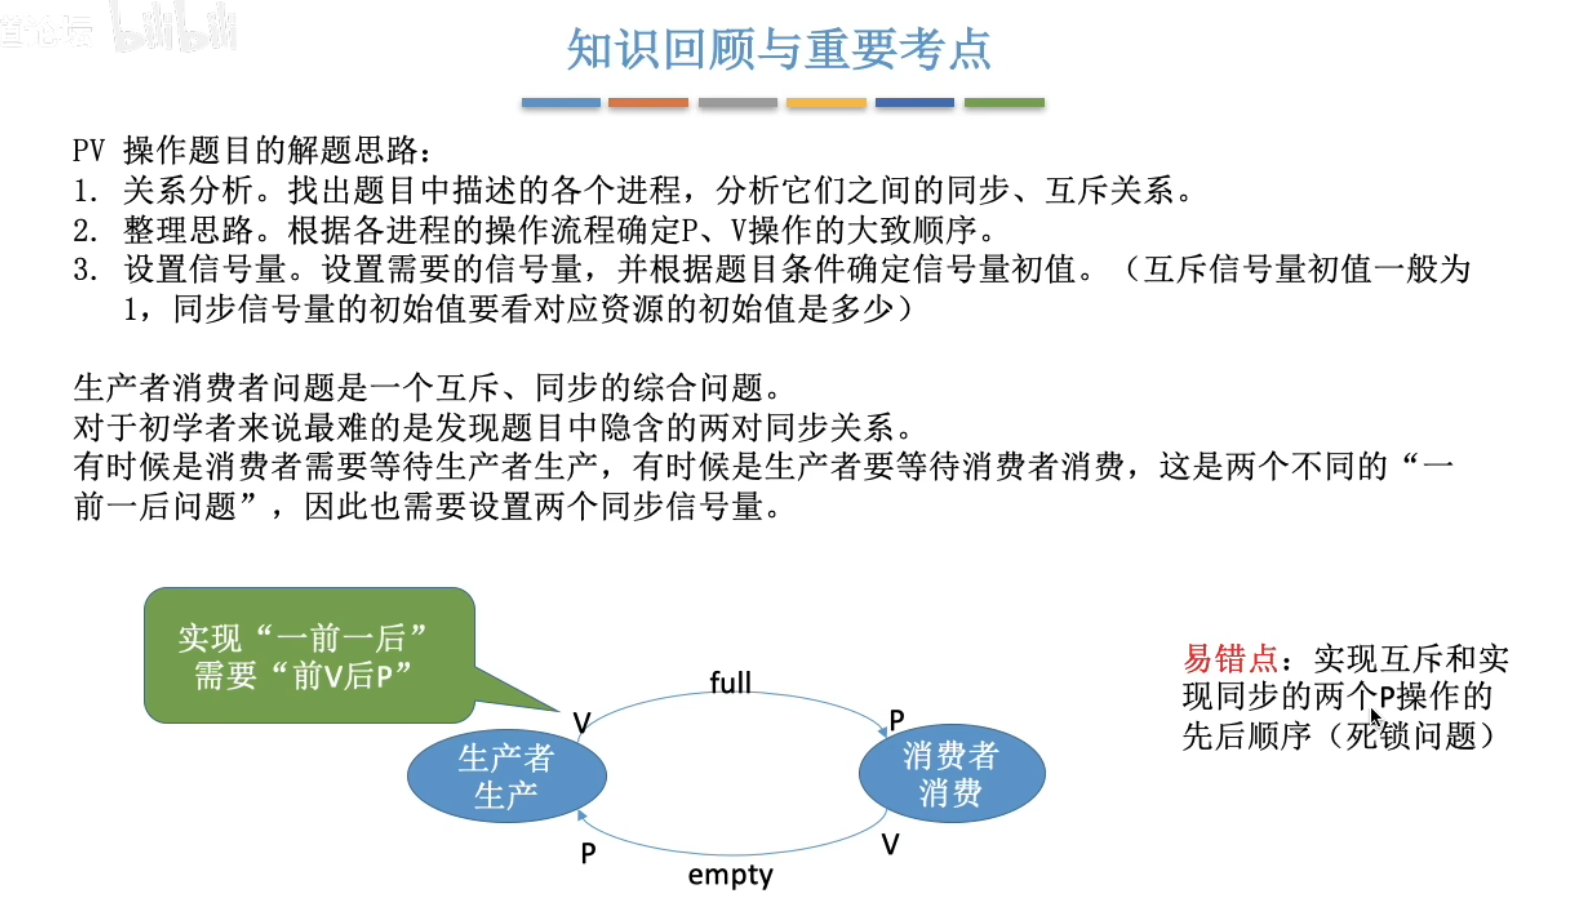 bilibili
知识回顾与重要考点
PV 操作题目的解题思路：
1. 关系分析。找出题目中描述的各个进程，分析它们之间的同步、互斥关系。
2. 整理思路。根据各进程的操作流程确定P、V操作的大致顺序。
3. 设置信号量。设置需要的信号量，并根据题目条件确定信号量初值。（互斥信号量初值一般为
1，同步信号量的初始值要看对应资源的初始值是多少）
生产者消费者问题是一个互斥、同步的综合问题。
对于初学者来说最难的是发现题目中隐含的两对同步关系。
有时候是消费者需要等待生产者生产，有时候是生产者要等待消费者消费，这是两个不同的“一
前一后问题”，因此也需要设置两个同步信号量。
实现“一前一后”
需要“前V后P”
full
V
P
生产者
生产
消费者
消费
P
V
empty
易错点：实现互斥和实
现同步的两个P操作的
先后顺序（死锁问题）